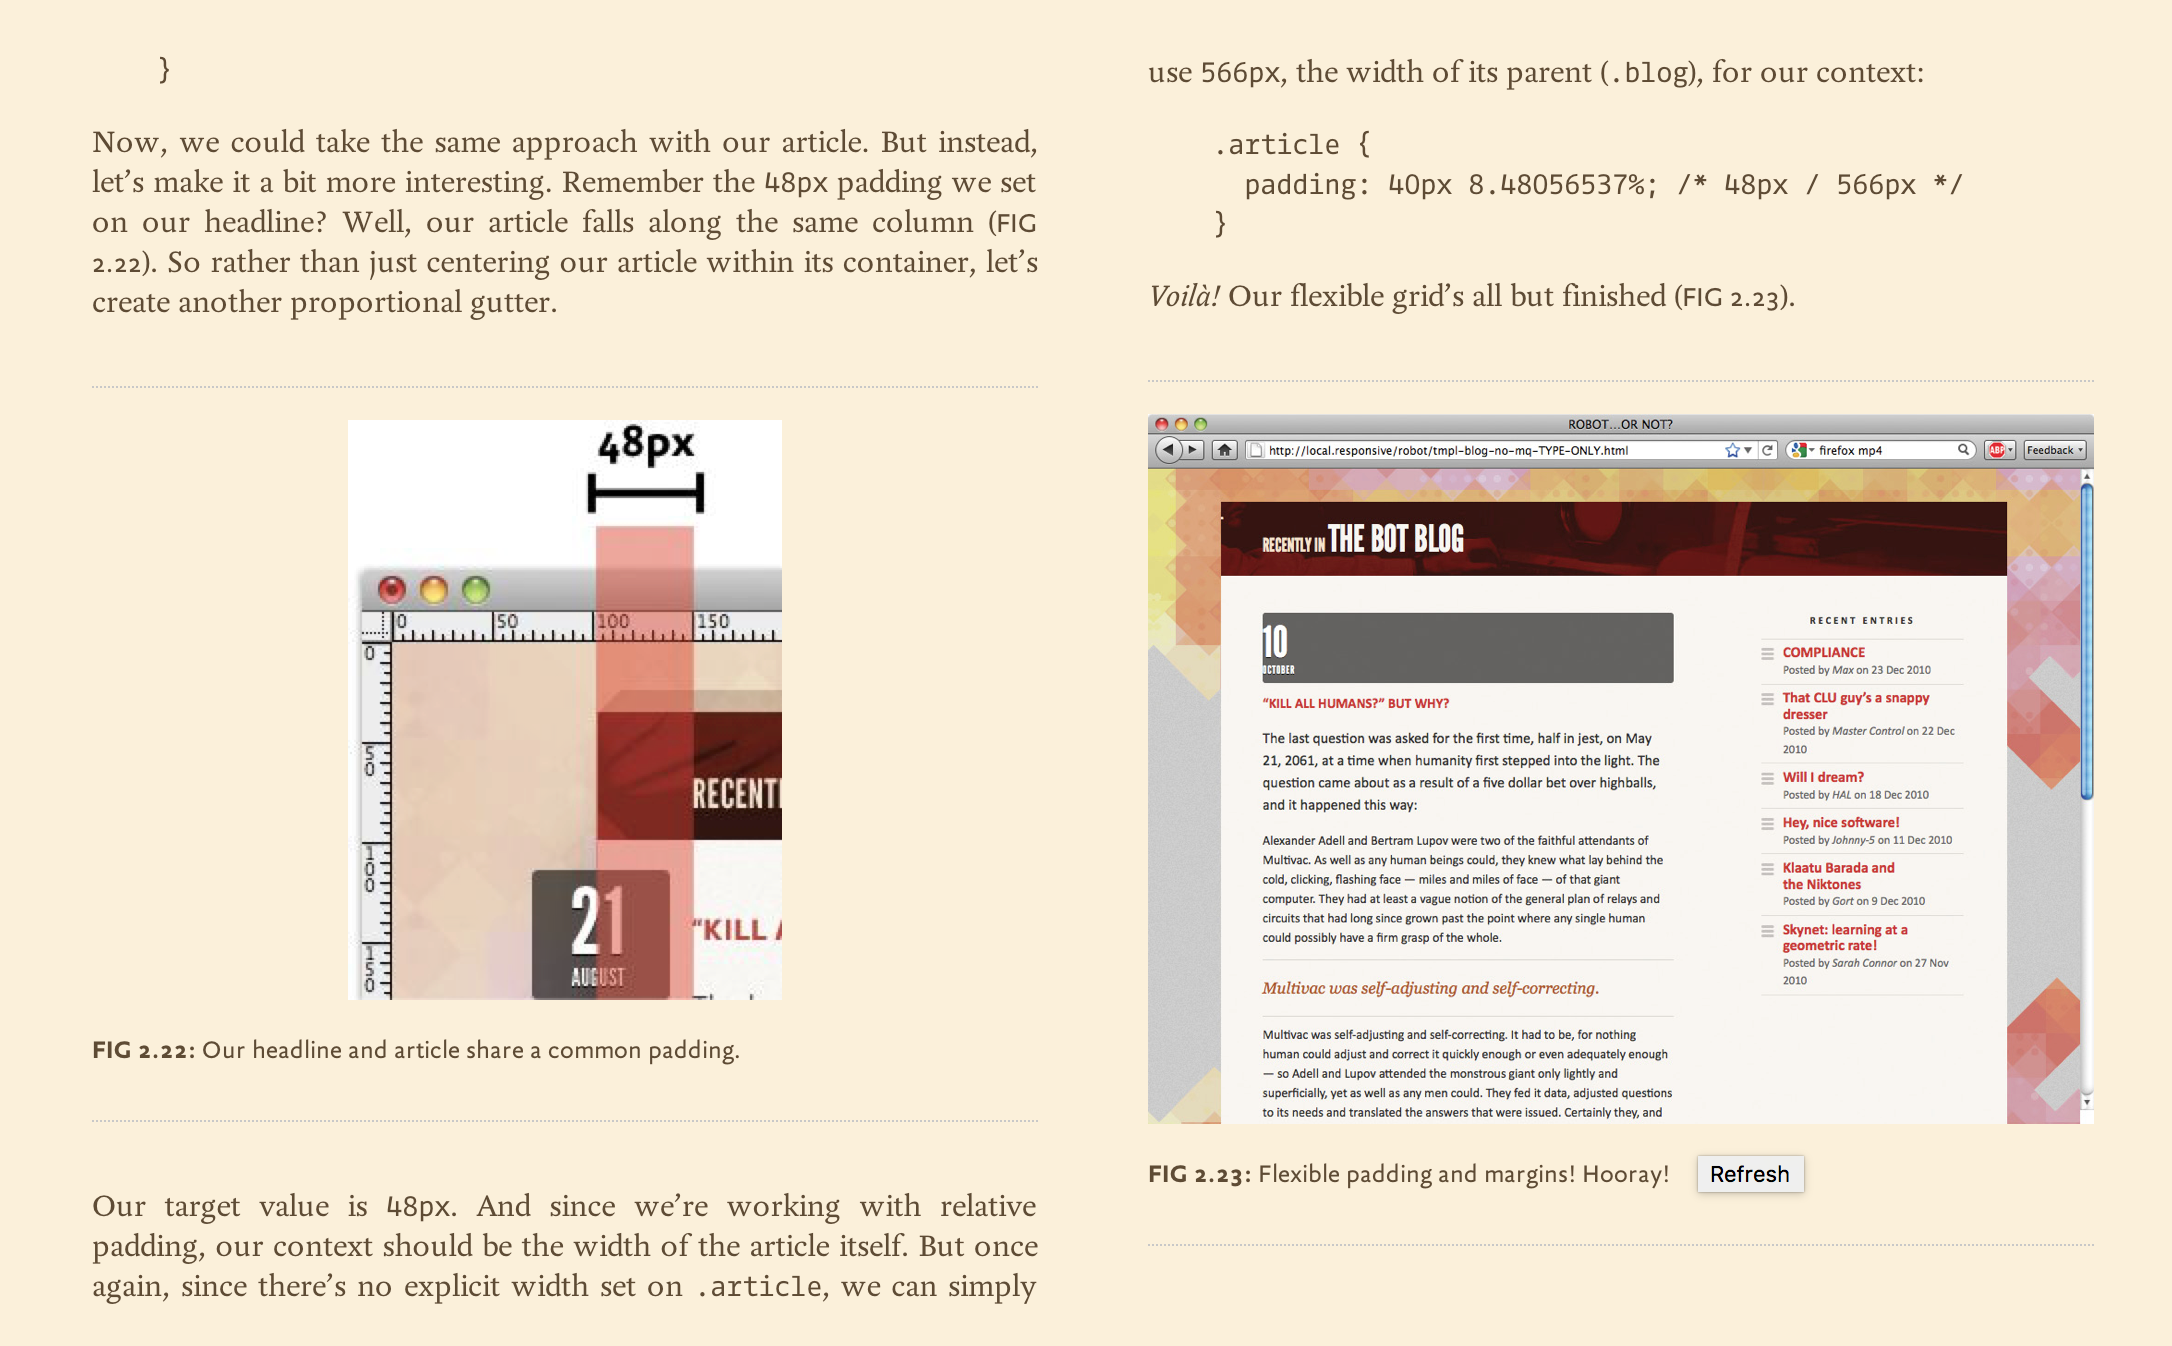 }
Now, we could take the same approach with our article. But instead,
let’s make it a bit more interesting. Remember the 48px padding we set
on our headline? Well, our article falls along the same column (FIG
2.22). So rather than just centering our article within its container, let’s
create another proportional gutter.
48px
0 50 100 150
0
50
100
150
RECENT
21
AUGUST
“KILL
FIG 2.22: Our headline and article share a common padding.
Our target value is 48px. And since we’re working with relative
padding, our context should be the width of the article itself. But once
again, since there’s no explicit width set on .article, we can simply
use 566px, the width of its parent (.blog), for our context:
.article {
padding: 40px 8.48056537%; /* 48px / 566px */
}
Voilà! Our flexible grid’s all but finished (FIG 2.23).
ROBOT...OR NOT?
http://local.responsive/robot/tmpl-blog-no-mq-TYPE-ONLY.html
firefox mp4
ABP
Feedback
RECENTLY IN THE BOT BLOG
10
OCTOBER
“KILL ALL HUMANS?” BUT WHY?
The last question was asked for the first time, half in jest, on May
21, 2061, at a time when humanity first stepped into the light. The
question came about as a result of a five dollar bet over highballs,
and it happened this way:
Alexander Adell and Bertram Lupov were two of the faithful attendants of
Multivac. As well as any human beings could, they knew what lay behind the
cold, clicking, flashing face — miles and miles of face — of that giant
computer. They had at least a vague notion of the general plan of relays and
circuits that had long since grown past the point where any single human
could possibly have a firm grasp of the whole.
Multivac was self-adjusting and self-correcting.
Multivac was self-adjusting and self-correcting. It had to be, for nothing
human could adjust and correct it quickly enough or even adequately enough
— so Adell and Lupov attended the monstrous giant only lightly and
superficially, yet as well as any men could. They fed it data, adjusted questions
to its needs and translated the answers that were issued. Certainly they, and
RECENT ENTRIES
COMPLIANCE
Posted by Max on 23 Dec 2010
That CLU guy’s a snappy
dresser
Posted by Master Control on 22 Dec
2010
Will I dream?
Posted by HAL on 18 Dec 2010
Hey, nice software!
Posted by Johnny-5 on 11 Dec 2010
Klaatu Barada and
the Niktones
Posted by Gort on 9 Dec 2010
Skynet: learning at a
geometric rate!
Posted by Sarah Connor on 27 Nov
2010
FIG 2.23: Flexible padding and margins! Hooray!
Refresh